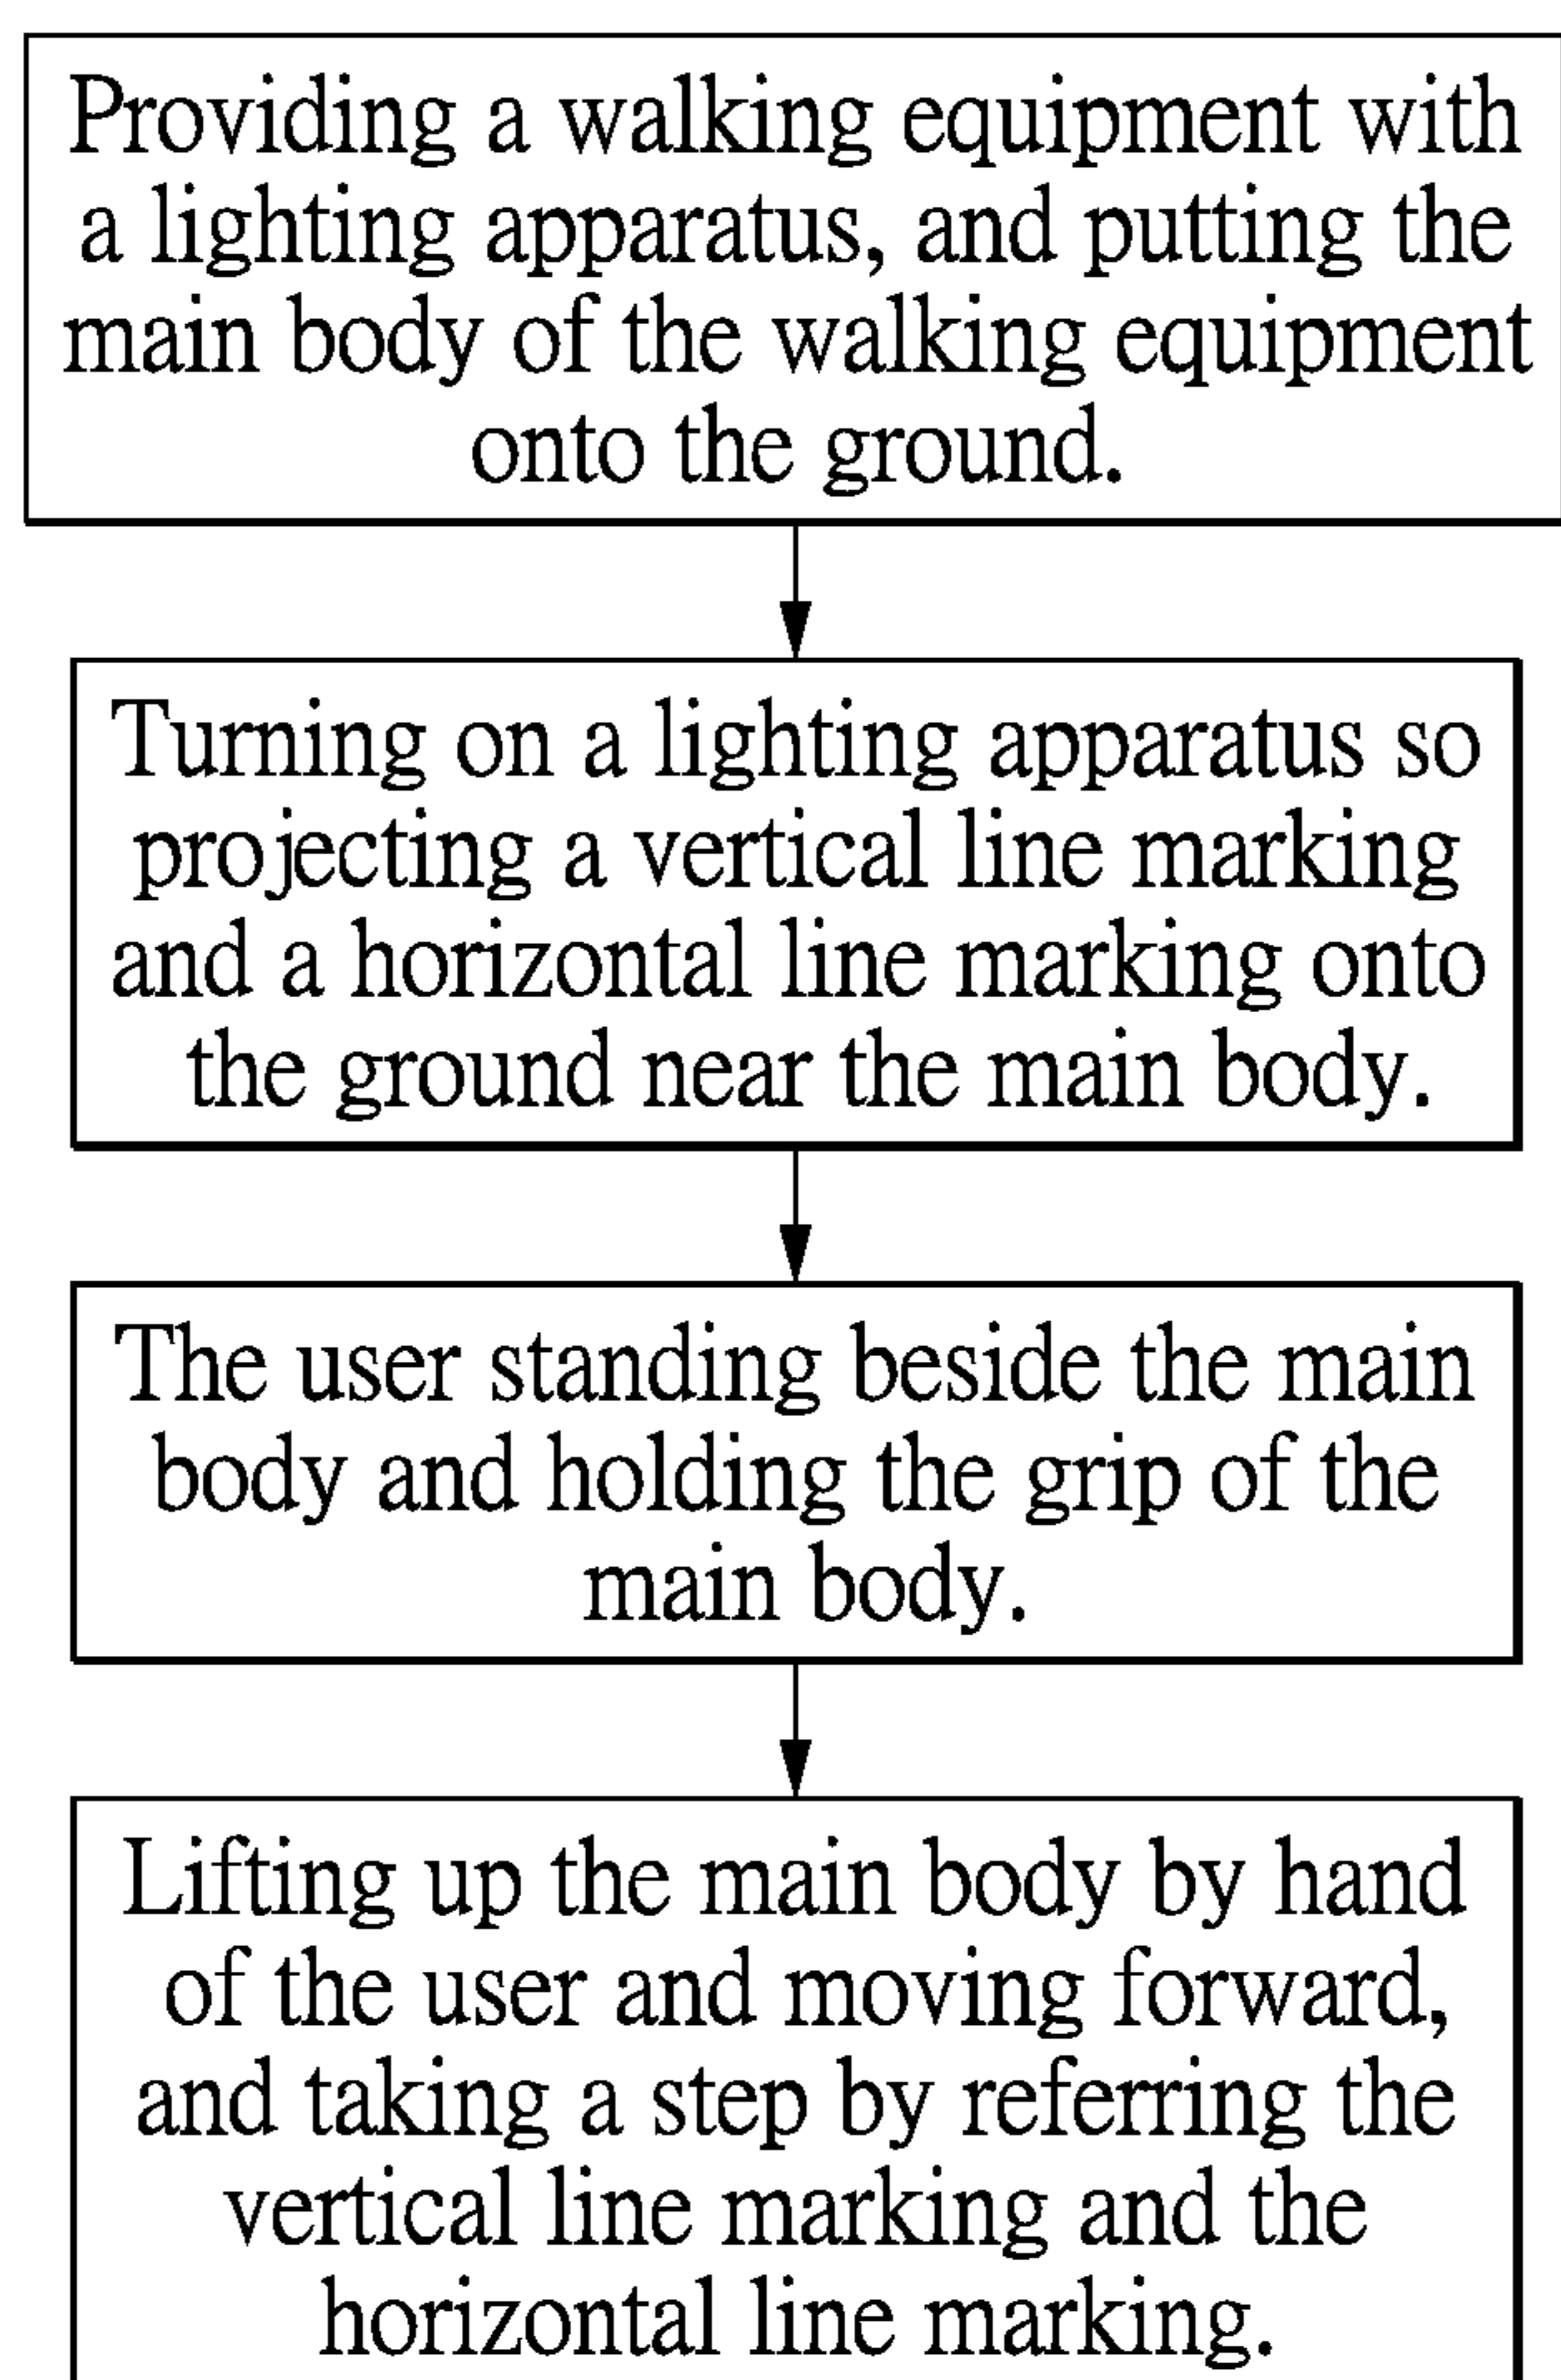 Providing a walking equipment with
a lighting apparatus, and putting the
main body of the walking equipment
onto the ground.
Turning on a lighting apparatus so
projecting a vertical line marking
and a horizontal line marking onto
the ground near the main body.
The user standing beside the main
body and holding the grip of the
main body.
Lifting up the main body by hand
of the user and moving forward,
and taking a step by referring the
vertical line marking and the
horizontal line marking.